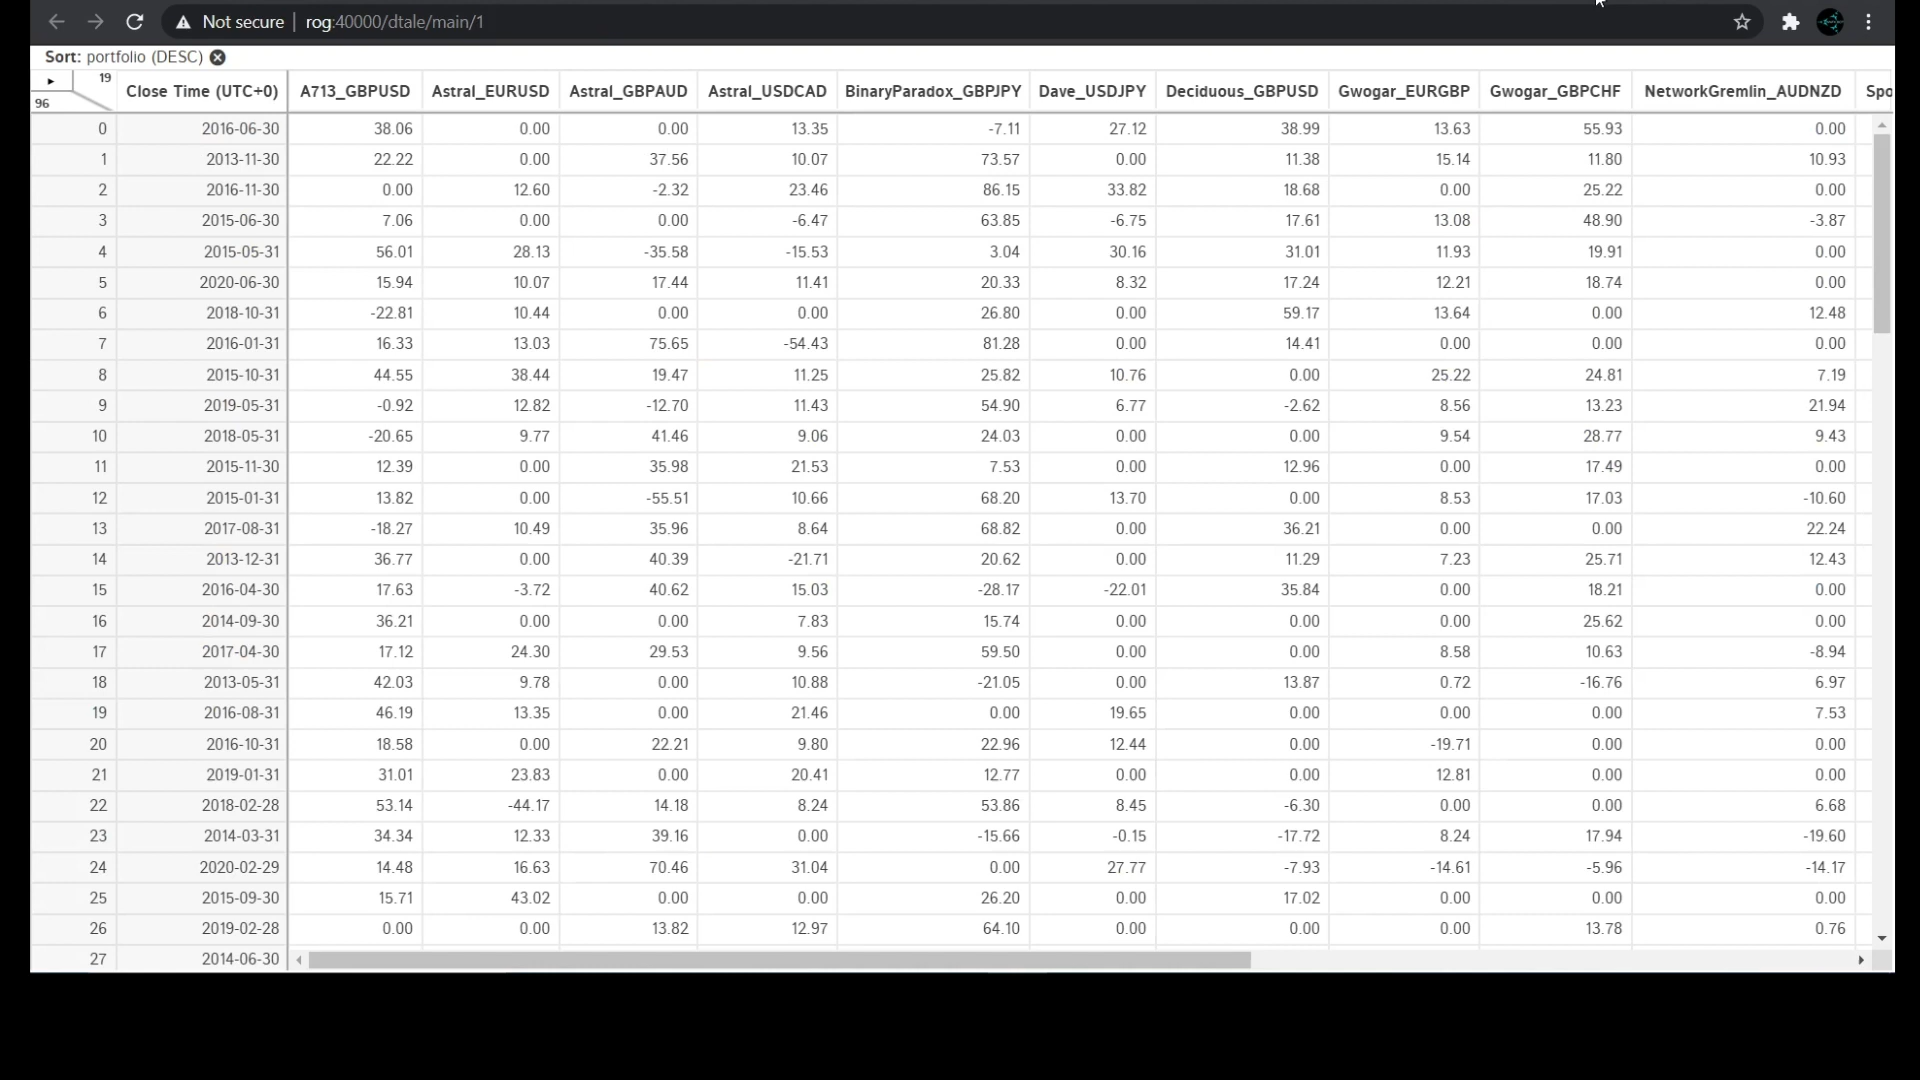 Not secure | rog:40000/dtale/main/1
Sort: portfolio (DESC)
19 96 Close Time (UTC+0) A713_GBPUSD Astral_EURUSD Astral_GBPAUD Astral_USDCAD BinaryParadox_GBPJPY Dave_USDJPY Deciduous_GBPUSD Gwogar_EURGBP Gwogar_GBPCHF NetworkGremlin_AUDNZD Spo
0 2016-06-30 38.06 0.00 0.00 13.35 -7.11 27.12 38.99 13.63 55.93 0.00
1 2013-11-30 22.22 0.00 37.56 10.07 73.57 0.00 11.38 15.14 11.80 10.93
2 2016-11-30 0.00 12.60 -2.32 23.46 86.15 33.82 18.68 0.00 25.22 0.00
3 2015-06-30 7.06 0.00 0.00 -6.47 63.85 -6.75 17.61 13.08 48.90 -3.87
4 2015-05-31 56.01 28.13 -35.58 -15.53 3.04 30.16 31.01 11.93 19.91 0.00
5 2020-06-30 15.94 10.07 17.44 11.41 20.33 8.32 17.24 12.21 18.74 0.00
6 2018-10-31 -22.81 10.44 0.00 0.00 26.80 0.00 59.17 13.64 0.00 12.48
7 2016-01-31 16.33 13.03 75.65 -54.43 81.28 0.00 14.41 0.00 0.00 0.00
8 2015-10-31 44.55 38.44 19.47 11.25 25.82 10.76 0.00 25.22 24.81 7.19
9 2019-05-31 -0.92 12.82 -12.70 11.43 54.90 6.77 -2.62 8.56 13.23 21.94
10 2018-05-31 -20.65 9.77 41.46 9.06 24.03 0.00 0.00 9.54 28.77 9.43
11 2015-11-30 12.39 0.00 35.98 21.53 7.53 0.00 12.96 0.00 17.49 0.00
12 2015-01-31 13.82 0.00 -55.51 10.66 68.20 13.70 0.00 8.53 17.03 -10.60
13 2017-08-31 -18.27 10.49 35.96 8.64 68.82 0.00 36.21 0.00 0.00 22.24
14 2013-12-31 36.77 0.00 40.39 -21.71 20.62 0.00 11.29 7.23 25.71 12.43
15 2016-04-30 17.63 -3.72 40.62 15.03 -28.17 -22.01 35.84 0.00 18.21 0.00
16 2014-09-30 36.21 0.00 0.00 7.83 15.74 0.00 0.00 0.00 25.62 0.00
17 2017-04-30 17.12 24.30 29.53 9.56 59.50 0.00 0.00 8.58 10.63 -8.94
18 2013-05-31 42.03 9.78 0.00 10.88 -21.05 0.00 13.87 0.72 -16.76 6.97
19 2016-08-31 46.19 13.35 0.00 21.46 0.00 19.65 0.00 0.00 0.00 7.53
20 2016-10-31 18.58 0.00 22.21 9.80 22.96 12.44 0.00 -19.71 0.00 0.00
21 2019-01-31 31.01 23.83 0.00 20.41 12.77 0.00 0.00 12.81 0.00 0.00
22 2018-02-28 53.14 -44.17 14.18 8.24 53.86 8.45 -6.30 0.00 0.00 6.68
23 2014-03-31 34.34 12.33 39.16 0.00 -15.66 -0.15 -17.72 8.24 17.94 -19.60
24 2020-02-29 14.48 16.63 70.46 31.04 0.00 27.77 -7.93 -14.61 -5.96 -14.17
25 2015-09-30 15.71 43.02 0.00 0.00 26.20 0.00 17.02 0.00 0.00 0.00
26 2019-02-28 0.00 0.00 13.82 12.97 64.10 0.00 0.00 0.00 13.78 0.76
27 2014-06-30